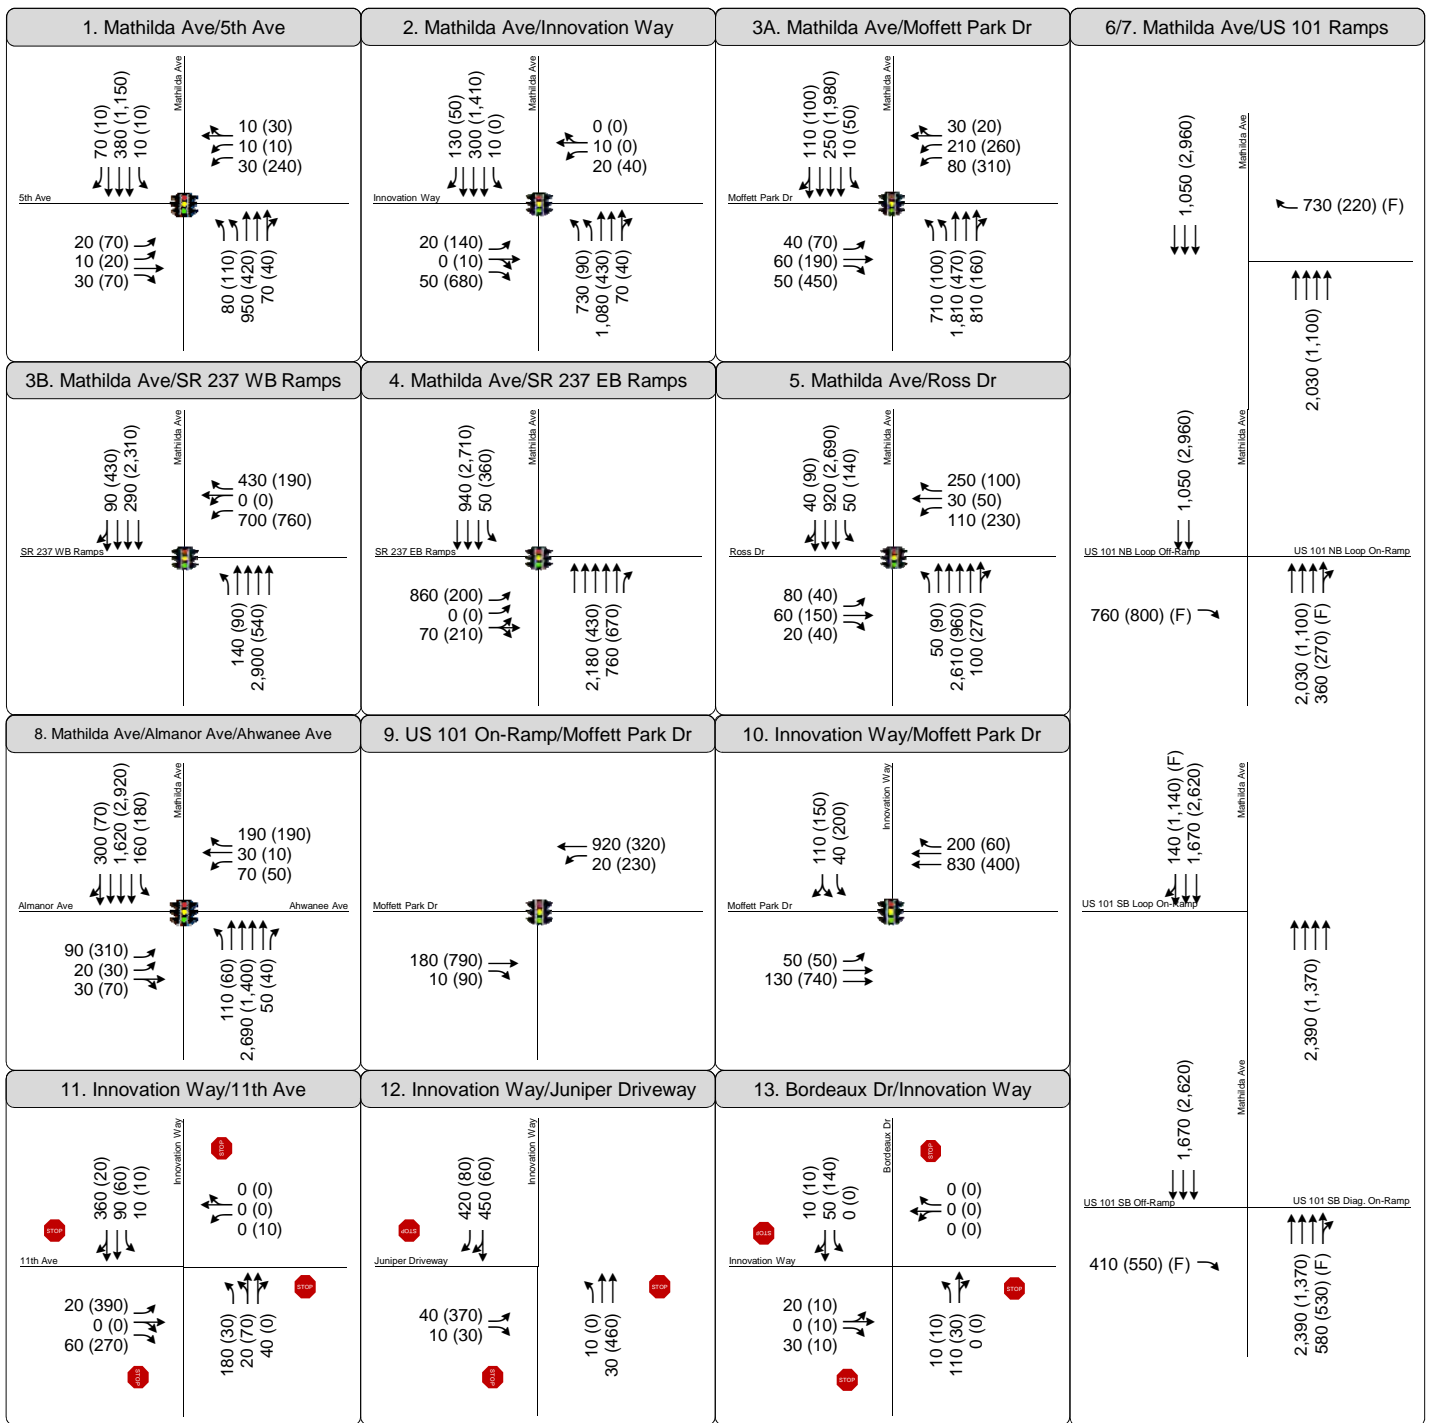 1. Mathilda Ave/5th Ave
Mathilda Ave
70 (10)
380 (1,150)
10 (10)
10 (30)
10 (10)
30 (240)
5th Ave
20 (70)
10 (20)
30 (70)
80 (110)
950 (420)
70 (40)
2. Mathilda Ave/Innovation Way
Mathilda Ave
130 (50)
300 (1,410)
10 (0)
0 (0)
10 (0)
20 (40)
Innovation Way
20 (140)
0 (10)
50 (680)
730 (90)
1,080 (430)
70 (40)
3A. Mathilda Ave/Moffett Park Dr
Mathilda Ave
110 (100)
250 (1,980)
10 (50)
30 (20)
210 (260)
80 (310)
Moffett Park Dr
40 (70)
60 (190)
50 (450)
710 (100)
1,810 (470)
810 (160)
6/7. Mathilda Ave/US 101 Ramps
Mathilda Ave
1,050 (2,960)
730 (220) (F)
2,030 (1,100)
Mathilda Ave
1,050 (2,960)
US 101 NB Loop Off-Ramp
US 101 NB Loop On-Ramp
760 (800) (F)
2,030 (1,100)
360 (270) (F)
Mathilda Ave
140 (1,140) (F)
1,670 (2,620)
US 101 SB Loop On-Ramp
2,390 (1,370)
Mathilda Ave
1,670 (2,620)
US 101 SB Off-Ramp
US 101 SB Diag. On-Ramp
410 (550) (F)
2,390 (1,370)
580 (530) (F)
3B. Mathilda Ave/SR 237 WB Ramps
Mathilda Ave
90 (430)
290 (2,310)
430 (190)
0 (0)
700 (760)
SR 237 WB Ramps
140 (90)
2,900 (540)
4. Mathilda Ave/SR 237 EB Ramps
Mathilda Ave
940 (2,710)
50 (360)
SR 237 EB Ramps
860 (200)
0 (0)
70 (210)
2,180 (430)
760 (670)
5. Mathilda Ave/Ross Dr
Mathilda Ave
40 (90)
920 (2,690)
50 (140)
250 (100)
30 (50)
110 (230)
Ross Dr
80 (40)
60 (150)
20 (40)
50 (90)
2,610 (960)
100 (270)
8. Mathilda Ave/Almanor Ave/Ahwanee Ave
Mathilda Ave
300 (70)
1,620 (2,920)
160 (180)
190 (190)
30 (10)
70 (50)
Almanor Ave
Ahwanee Ave
90 (310)
20 (30)
30 (70)
110 (60)
2,690 (1,400)
50 (40)
9. US 101 On-Ramp/Moffett Park Dr
920 (320)
20 (230)
Moffett Park Dr
180 (790)
10 (90)
10. Innovation Way/Moffett Park Dr
Innovation Way
110 (150)
40 (200)
200 (60)
830 (400)
Moffett Park Dr
50 (50)
130 (740)
11. Innovation Way/11th Ave
Innovation Way
STOP
360 (20)
90 (60)
10 (10)
0 (0)
0 (0)
0 (10)
STOP
11th Ave
STOP
20 (390)
0 (0)
60 (270)
180 (30)
20 (70)
40 (0)
STOP
12. Innovation Way/Juniper Driveway
Innovation Way
420 (80)
450 (60)
STOP
Juniper Driveway
STOP
40 (370)
10 (30)
10 (0)
30 (460)
STOP
13. Bordeaux Dr/Innovation Way
Bordeaux Dr
STOP
10 (10)
50 (140)
0 (0)
0 (0)
0 (0)
0 (0)
STOP
Innovation Way
STOP
20 (10)
0 (10)
30 (10)
10 (10)
110 (30)
0 (0)
STOP